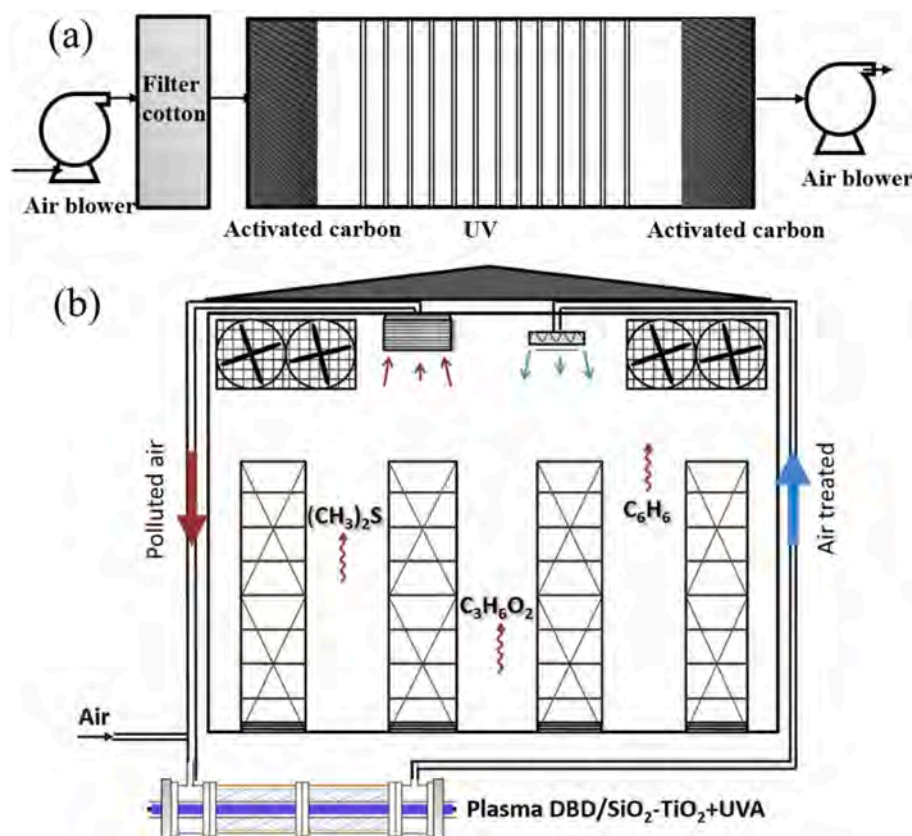 (a)
Filter
cotton
Air blower
Activated carbon
UV
Activated carbon
Air blower
(b)
Polluted air
(CH₃)₂S
C₃H₆O₂
C₆H₆
Air treated
Air
Plasma DBD/SiO₂-TiO₂+UVA